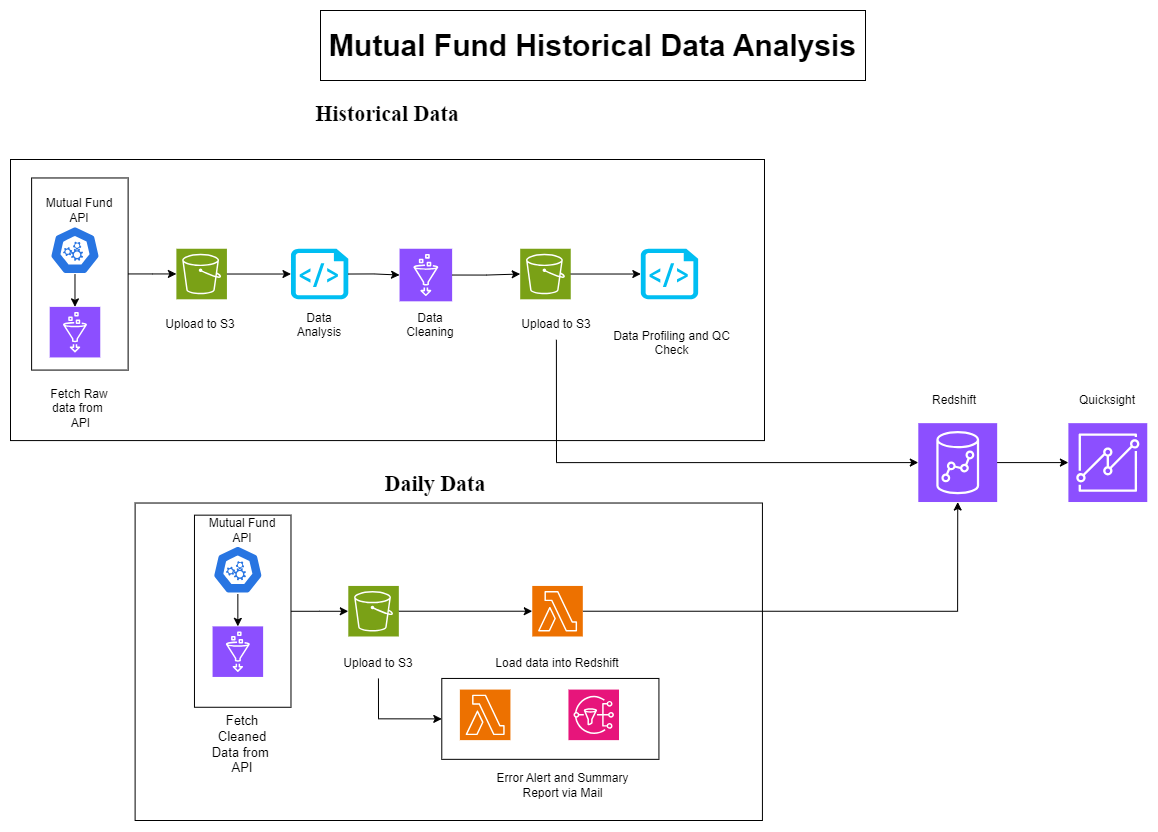 Mutual Fund Historical Data Analysis
Historical Data
Mutual Fund
API
Fetch Raw
data from
API
Upload to S3
</>
Data
Analysis
Data
Cleaning
Upload to S3
</>
Data Profiling and QC
Check
Redshift
Quicksight
Daily Data
Mutual Fund
API
Fetch
Cleaned
Data from
API
Upload to S3
Load data into Redshift
Error Alert and Summary
Report via Mail